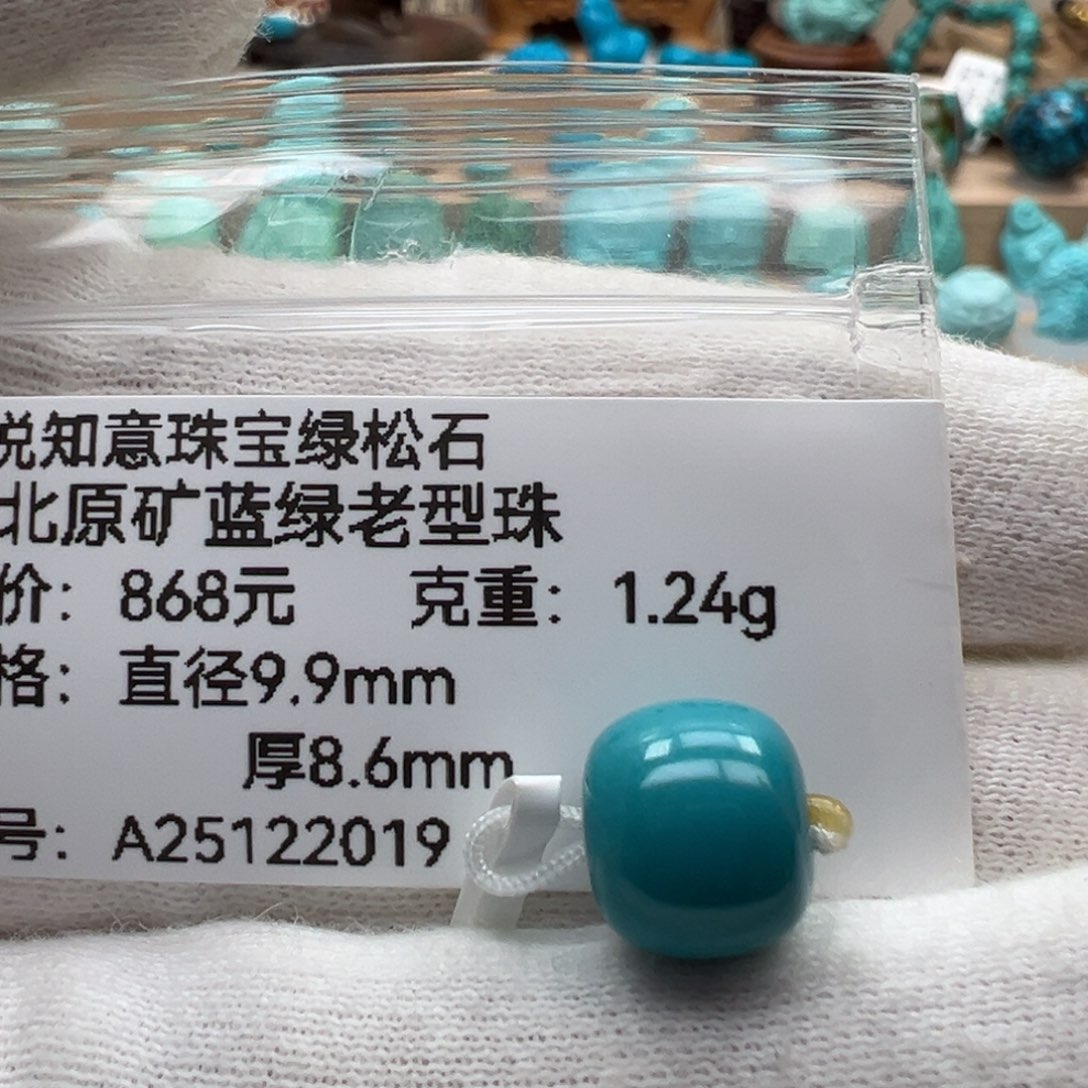 悦知意珠宝绿松石
北原矿蓝绿老型珠
价：868元 克重：1.24g
格：直径9.9mm
厚8.6mm
号：A25122019